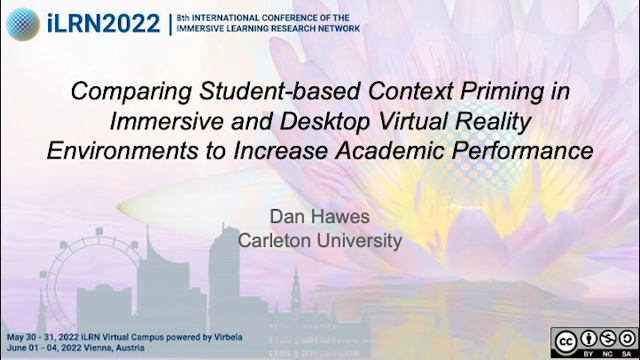 iLRN2022
8th INTERNATIONAL CONFERENCE OF THE
IMMERSIVE LEARNING RESEARCH NETWORK
Comparing Student-based Context Priming in
Immersive and Desktop Virtual Reality
Environments to Increase Academic Performance
Dan Hawes
Carleton University
May 30 - 31, 2022 iLRN Virtual Campus powered by Virbela
June 01 - 04, 2022 Vienna, Austria
cc
BY NC SA